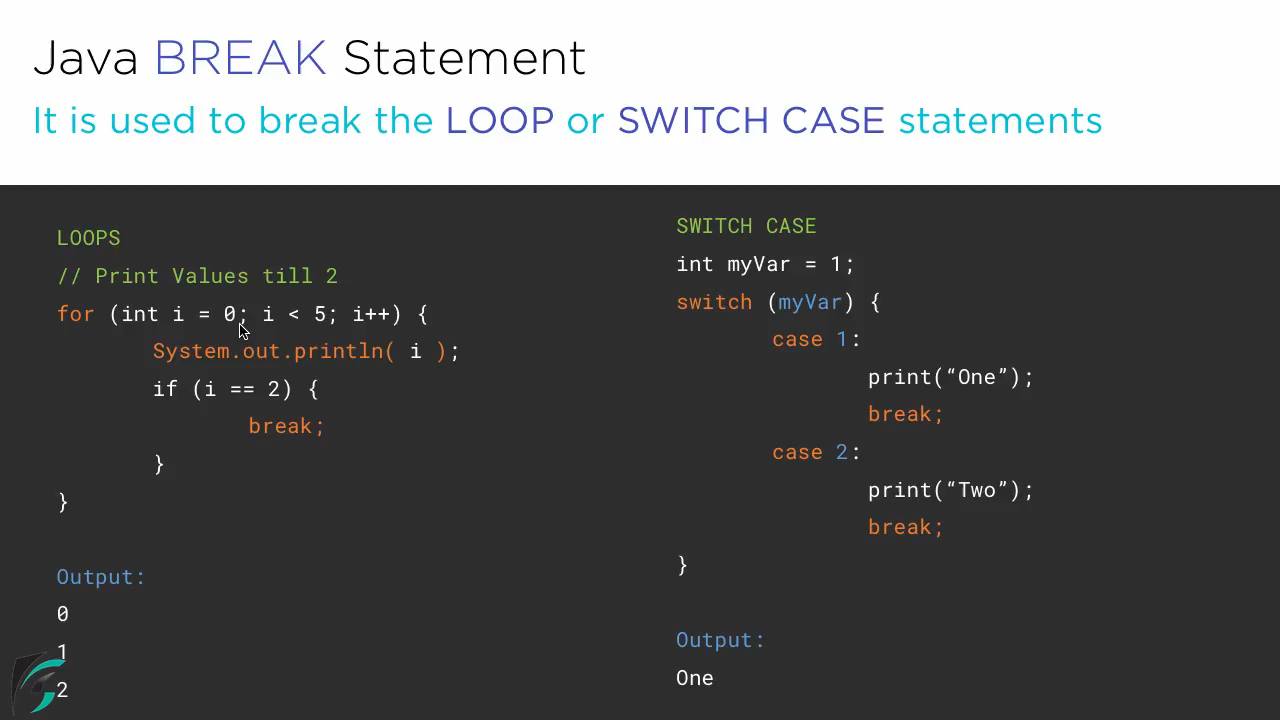 Java BREAK Statement
It is used to break the LOOP or SWITCH CASE statements
LOOPS
// Print Values till 2
for (int i = 0; i < 5; i++) {
System.out.println( i );
if (i == 2) {
break;
}
}
Output:
0
1
2
SWITCH CASE
int myVar = 1;
switch (myVar) {
case 1:
print(“One”);
break;
case 2:
print(“Two”);
break;
}
Output:
One